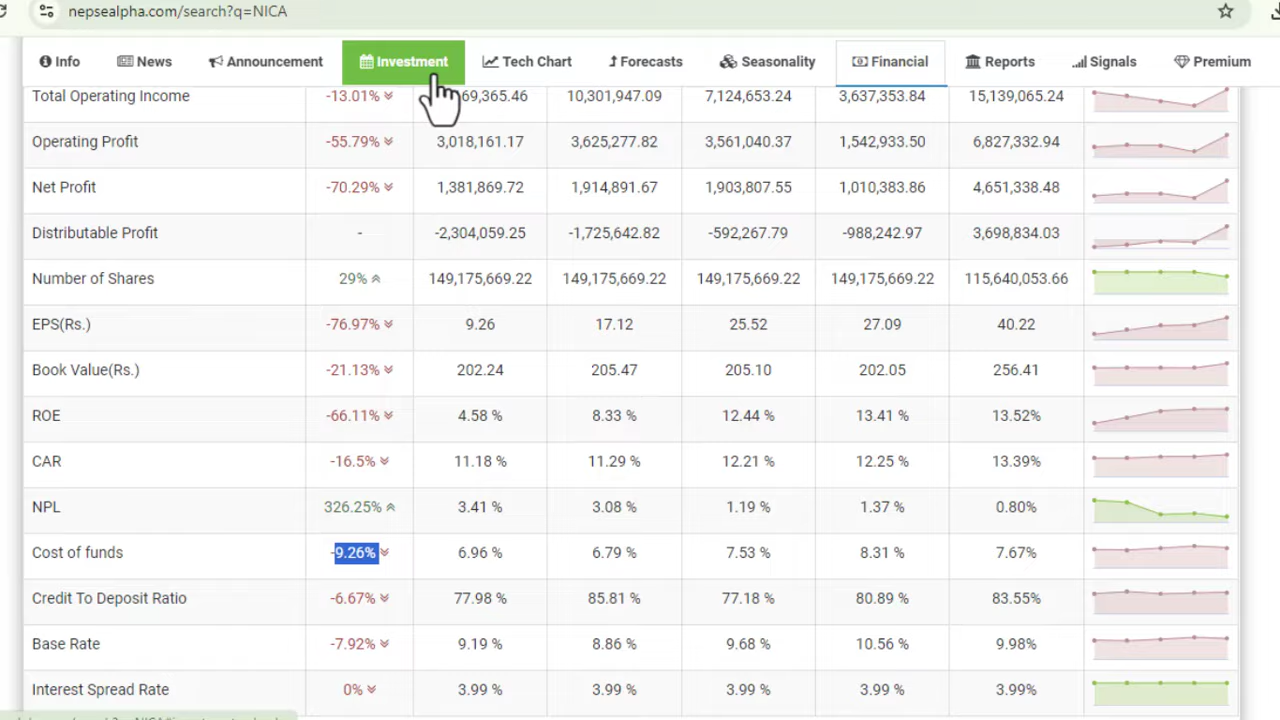 nepsealpha.com/search?q=NICA
Info News Announcement Investment Tech Chart Forecasts Seasonality Financial Reports Signals Premium
Total Operating Income -13.01% 69,365.46 10,301,947.09 7,124,653.24 3,637,353.84 15,139,065.24
Operating Profit -55.79% 3,018,161.17 3,625,277.82 3,561,040.37 1,542,933.50 6,827,332.94
Net Profit -70.29% 1,381,869.72 1,914,891.67 1,903,807.55 1,010,383.86 4,651,338.48
Distributable Profit - -2,304,059.25 -1,725,642.82 -592,267.79 -988,242.97 3,698,834.03
Number of Shares 29% 149,175,669.22 149,175,669.22 149,175,669.22 149,175,669.22 115,640,053.66
EPS(Rs.) -76.97% 9.26 17.12 25.52 27.09 40.22
Book Value(Rs.) -21.13% 202.24 205.47 205.10 202.05 256.41
ROE -66.11% 4.58 % 8.33 % 12.44 % 13.41 % 13.52%
CAR -16.5% 11.18 % 11.29 % 12.21 % 12.25 % 13.39%
NPL 326.25% 3.41 % 3.08 % 1.19 % 1.37 % 0.80%
Cost of funds -9.26% 6.96 % 6.79 % 7.53 % 8.31 % 7.67%
Credit To Deposit Ratio -6.67% 77.98 % 85.81 % 77.18 % 80.89 % 83.55%
Base Rate -7.92% 9.19 % 8.86 % 9.68 % 10.56 % 9.98%
Interest Spread Rate 0% 3.99 % 3.99 % 3.99 % 3.99 % 3.99%